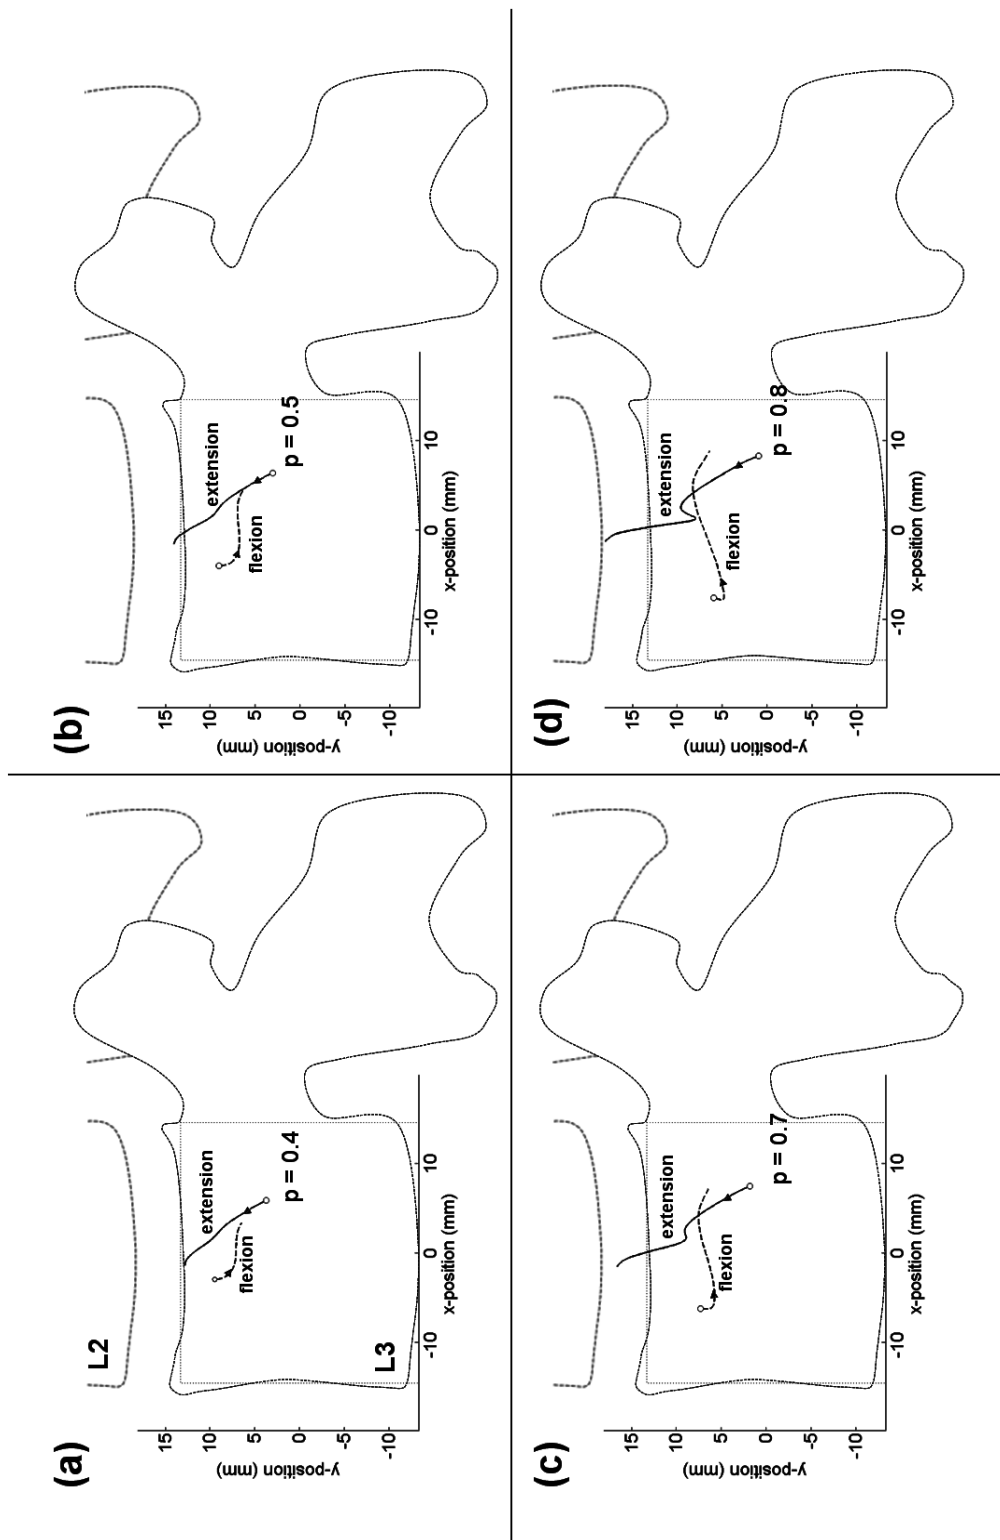 (a)
L2
L3
extension
flexion
p = 0.4
15
10
5
0
-5
-10
y-position (mm)
-10
0
10
x-position (mm)
(b)
extension
flexion
p = 0.5
15
10
5
0
-5
-10
y-position (mm)
-10
0
10
x-position (mm)
(c)
extension
flexion
p = 0.7
15
10
5
0
-5
-10
y-position (mm)
-10
0
10
x-position (mm)
(d)
extension
flexion
p = 0.8
15
10
5
0
-5
-10
y-position (mm)
-10
0
10
x-position (mm)